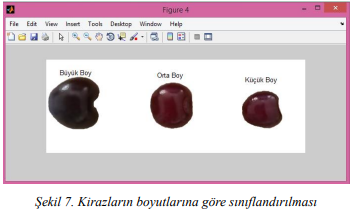 Figure 4
File Edit View Insert Tools Desktop Window Help
Büyük Boy
Orta Boy
Küçük Boy
Şekil 7. Kirazların boyutlarına göre sınıflandırılması